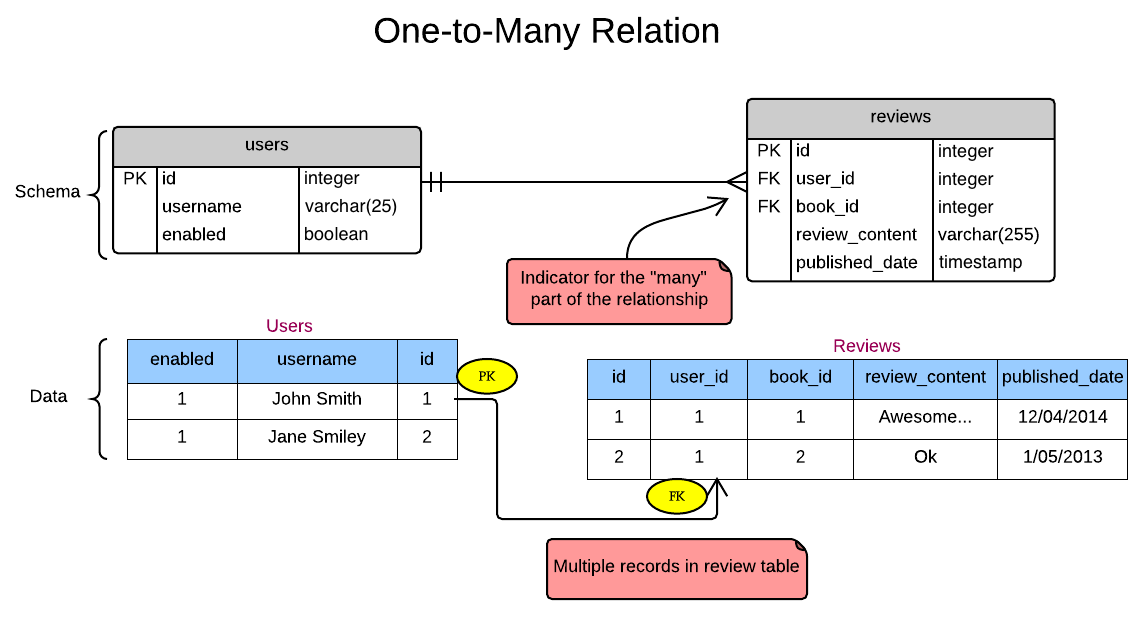 One-to-Many Relation
Schema
users
PK id integer
username varchar(25)
enabled boolean
reviews
PK id integer
FK user_id integer
FK book_id integer
review_content varchar(255)
published_date timestamp
Indicator for the "many"
part of the relationship
Data
Users
enabled username id
1 John Smith 1
1 Jane Smiley 2
PK
Reviews
id user_id book_id review_content published_date
1 1 1 Awesome... 12/04/2014
2 1 2 Ok 1/05/2013
FK
Multiple records in review table